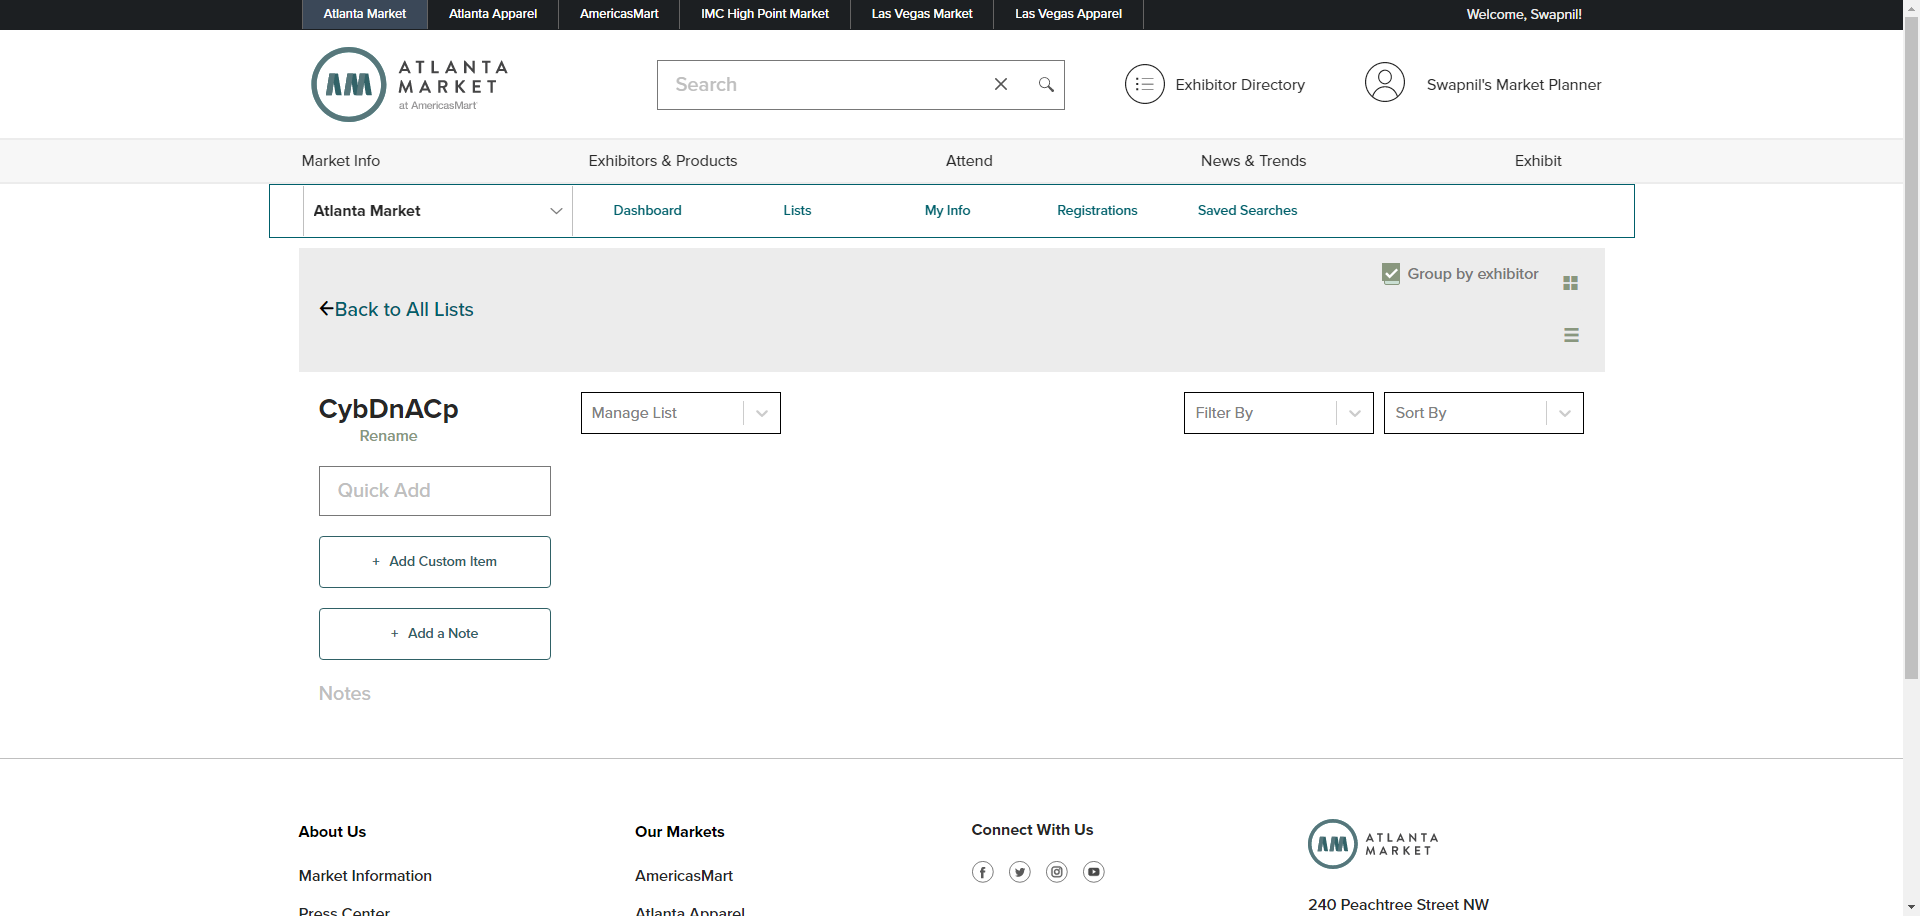 Atlanta Market Atlanta Apparel AmericasMart IMC High Point Market Las Vegas Market Las Vegas Apparel Welcome, Swapnil!
AM ATLANTA MARKET at AmericasMart
Search
Exhibitor Directory
Swapnil's Market Planner
Market Info Exhibitors & Products Attend News & Trends Exhibit
Atlanta Market Dashboard Lists My Info Registrations Saved Searches
Group by exhibitor
Back to All Lists
CybDnACp
Rename
Manage List
Filter By
Sort By
Quick Add
+ Add Custom Item
+ Add a Note
Notes
About Us
Market Information
Press Center
Our Markets
AmericasMart
Atlanta Apparel
Connect With Us
AM ATLANTA MARKET
240 Peachtree Street NW